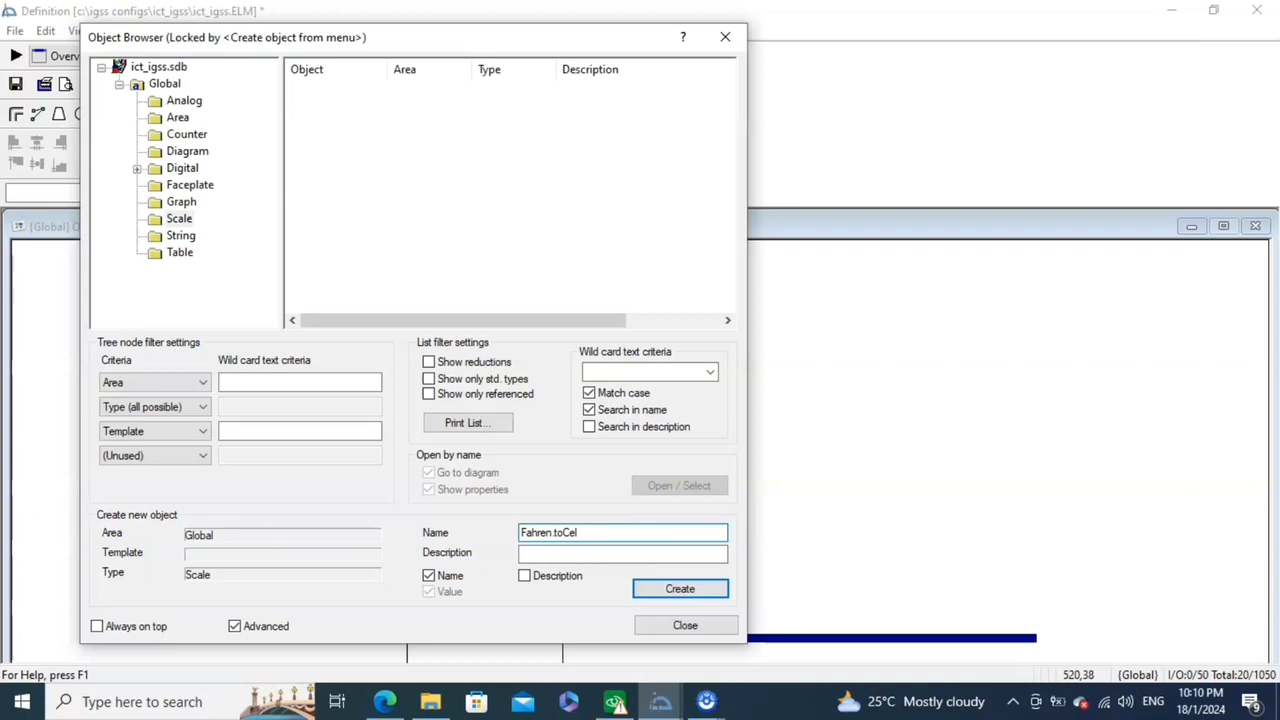 Definition [c:\igss configs\ict_igss\ict_igss.ELM] *
File Edit
Overv
Object Browser (Locked by <Create object from menu>)
?
ict_igss.sdb
Global
Analog
Area
Counter
Diagram
Digital
Faceplate
Graph
Scale
String
Table
Object Area Type Description
{Global}
Tree node filter settings
Criteria Wild card text criteria
Area
Type (all possible)
Template
(Unused)
List filter settings
Show reductions
Show only std. types
Show only referenced
Print List...
Wild card text criteria
Match case
Search in name
Search in description
Open by name
Go to diagram
Show properties
Open / Select
Create new object
Area Global
Template
Type Scale
Name Fahren.toCel
Description
Name Description
Value
Create
Always on top Advanced
Close
For Help, press F1
520,38 {Global} I/O:0/50 Total:20/1050
Type here to search
25°C Mostly cloudy
ENG
10:10 PM
18/1/2024
9